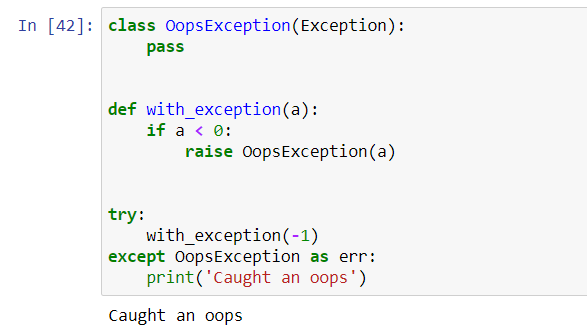 In [42]: class OopsException(Exception):
    pass
def with_exception(a):
    if a < 0:
        raise OopsException(a)
try:
    with_exception(-1)
except OopsException as err:
    print('Caught an oops')
Caught an oops